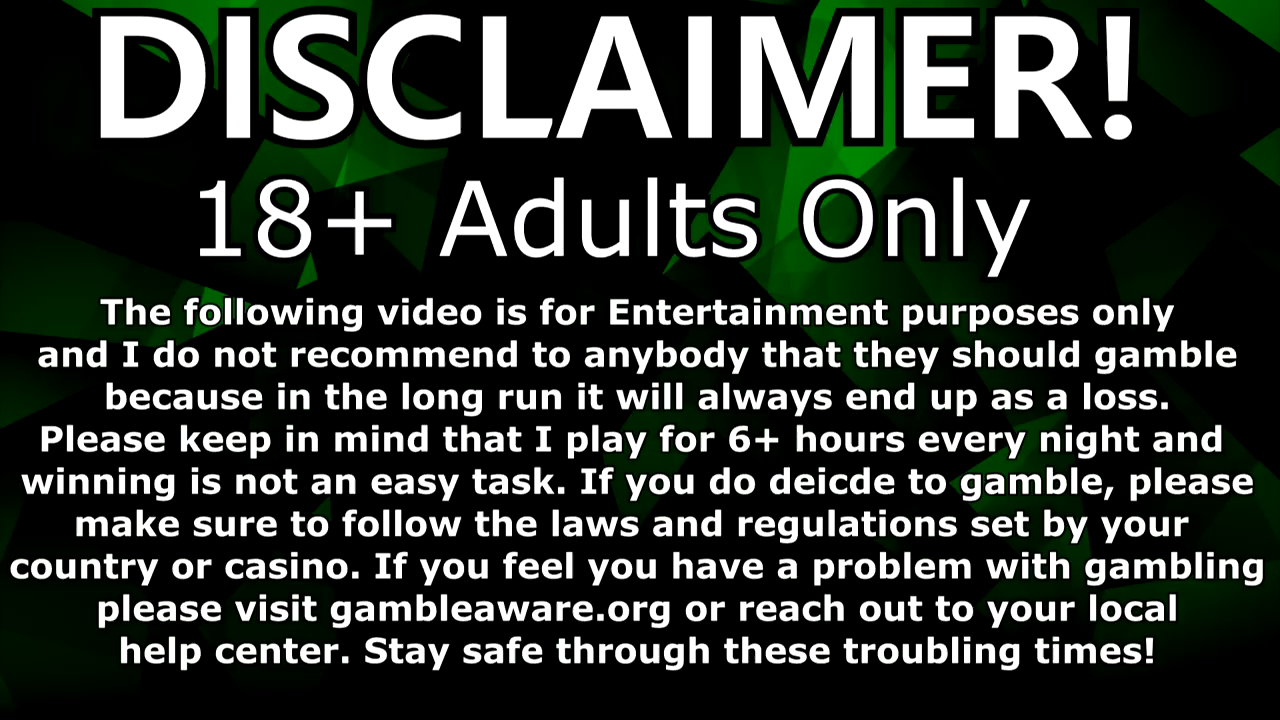 DISCLAIMER!
18+ Adults Only
The following video is for Entertainment purposes only
and I do not recommend to anybody that they should gamble
because in the long run it will always end up as a loss.
Please keep in mind that I play for 6+ hours every night and
winning is not an easy task. If you do deicde to gamble, please
make sure to follow the laws and regulations set by your
country or casino. If you feel you have a problem with gambling
please visit gambleaware.org or reach out to your local
help center. Stay safe through these troubling times!